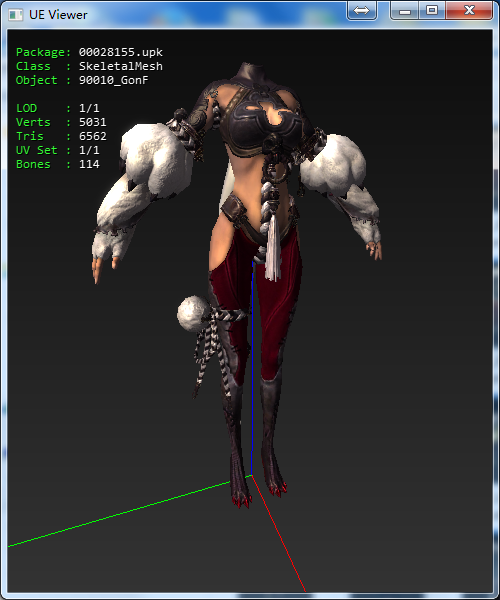 UE Viewer
Package: 00028155.upk
Class : SkeletalMesh
Object : 90010_GonF
LOD : 1/1
Verts : 5031
Tris : 6562
UV Set : 1/1
Bones : 114